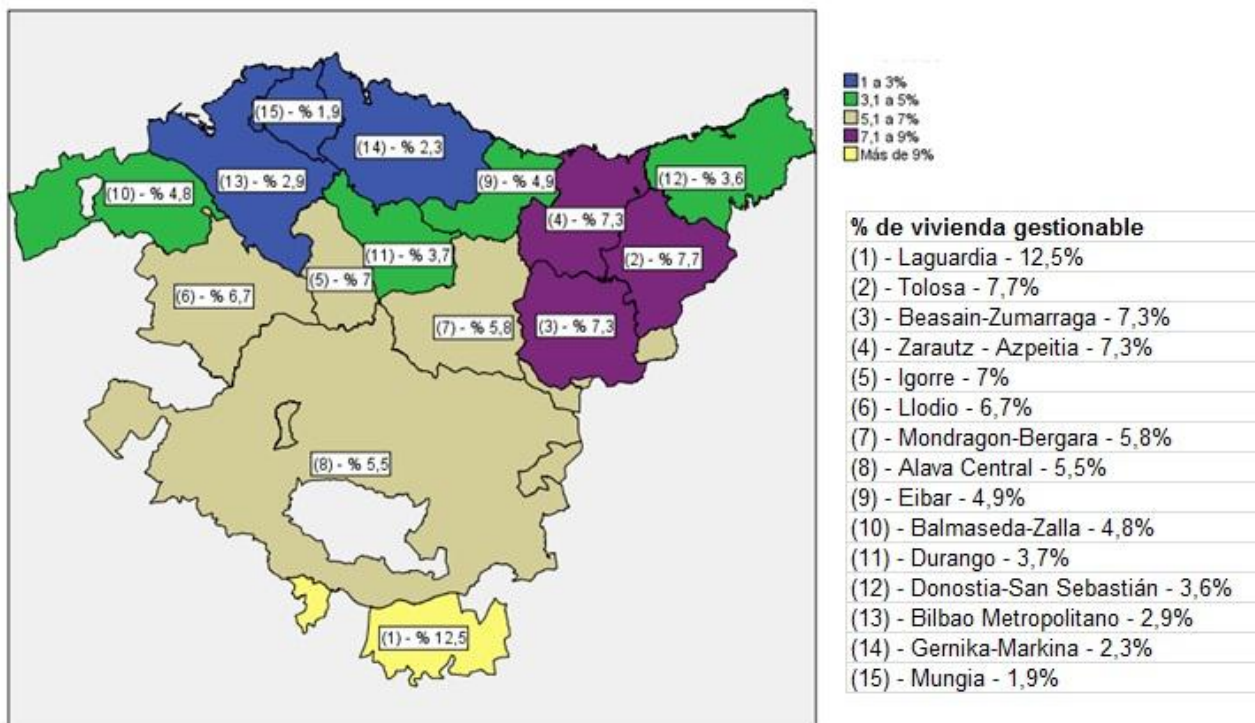 (15) - % 1,9
(14) - % 2,3
(10) - % 4,8
(13) - % 2,9
(9) - % 4,9
(12) - % 3,6
(4) - % 7,3
(11) - % 3,7
(2) - % 7,7
(5) - % 7
(6) - % 6,7
(7) - % 5,8
(3) - % 7,3
(8) - % 5,5
(1) - % 12,5
1 a 3%
3,1 a 5%
5,1 a 7%
7,1 a 9%
Más de 9%
% de vivienda gestionable
(1) - Laguardia - 12,5%
(2) - Tolosa - 7,7%
(3) - Beasain-Zumarraga - 7,3%
(4) - Zarautz - Azpeitia - 7,3%
(5) - Igorre - 7%
(6) - Llodio - 6,7%
(7) - Mondragon-Bergara - 5,8%
(8) - Alava Central - 5,5%
(9) - Eibar - 4,9%
(10) - Balmaseda-Zalla - 4,8%
(11) - Durango - 3,7%
(12) - Donostia-San Sebastián - 3,6%
(13) - Bilbao Metropolitano - 2,9%
(14) - Gernika-Markina - 2,3%
(15) - Mungia - 1,9%